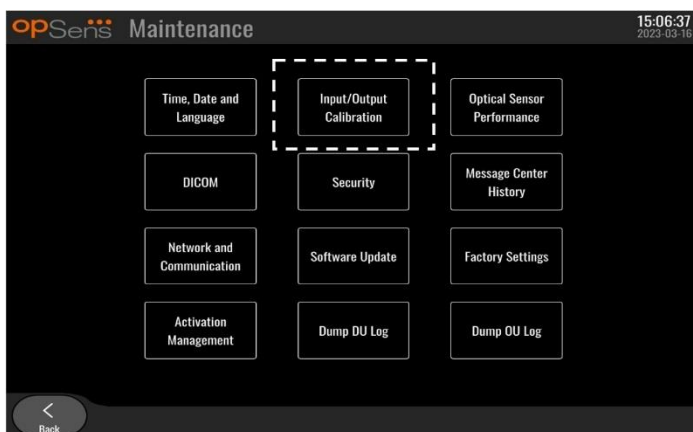 opSens Maintenance
15:06:37
2023-03-16
Time, Date and
Language
Input/Output
Calibration
Optical Sensor
Performance
DICOM
Security
Message Center
History
Network and
Communication
Software Update
Factory Settings
Activation
Management
Dump DU Log
Dump OU Log
Back